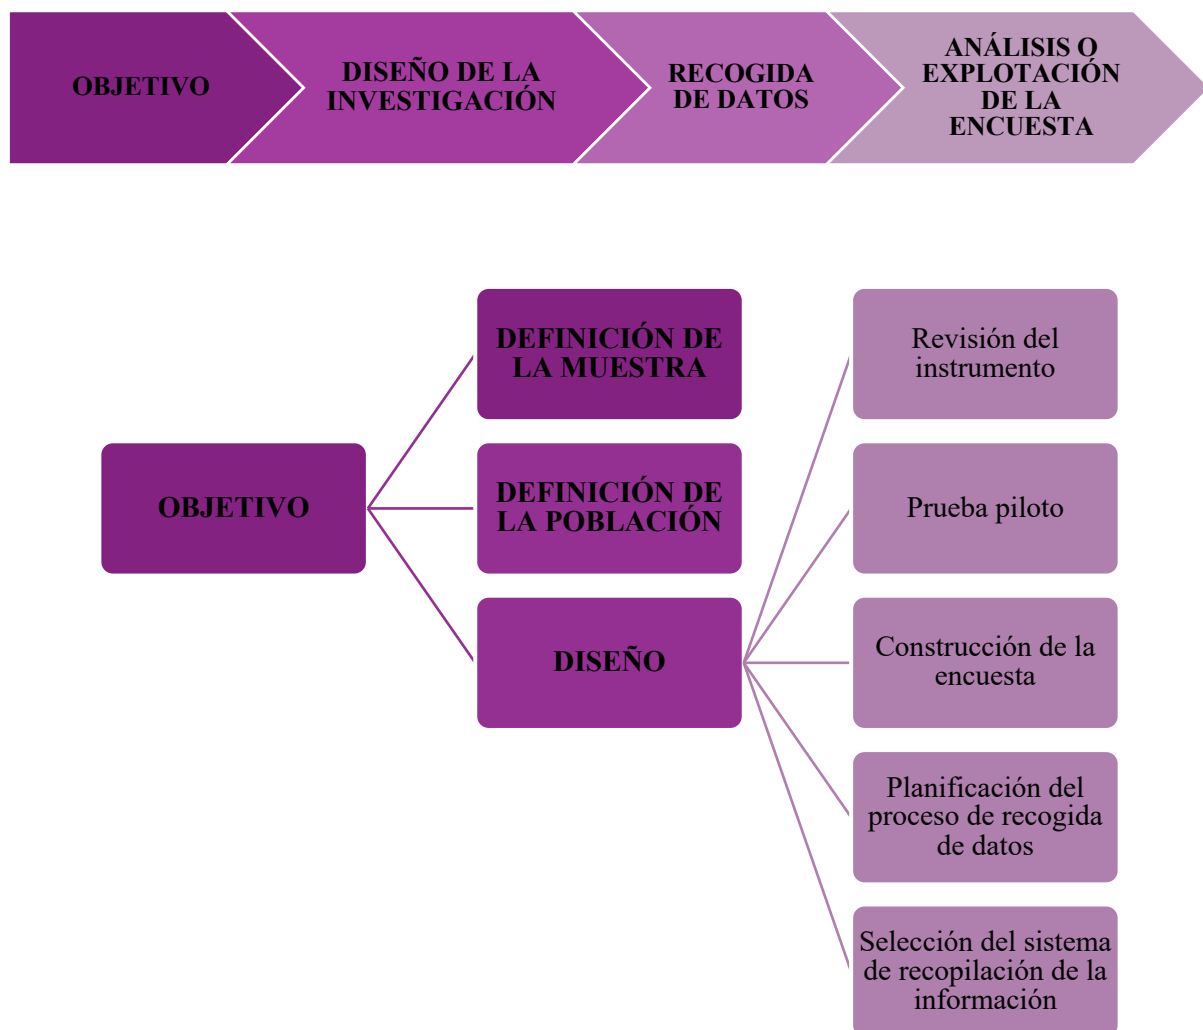 OBJETIVO
DISEÑO DE LA
INVESTIGACIÓN
RECOGIDA
DE DATOS
ANÁLISIS O
EXPLOTACIÓN
DE LA
ENCUESTA
OBJETIVO
DEFINICIÓN DE
LA MUESTRA
DEFINICIÓN DE
LA POBLACIÓN
DISEÑO
Revisión del
instrumento
Prueba piloto
Construcción de la
encuesta
Planificación del
proceso de recogida
de datos
Selección del sistema
de recopilación de la
información